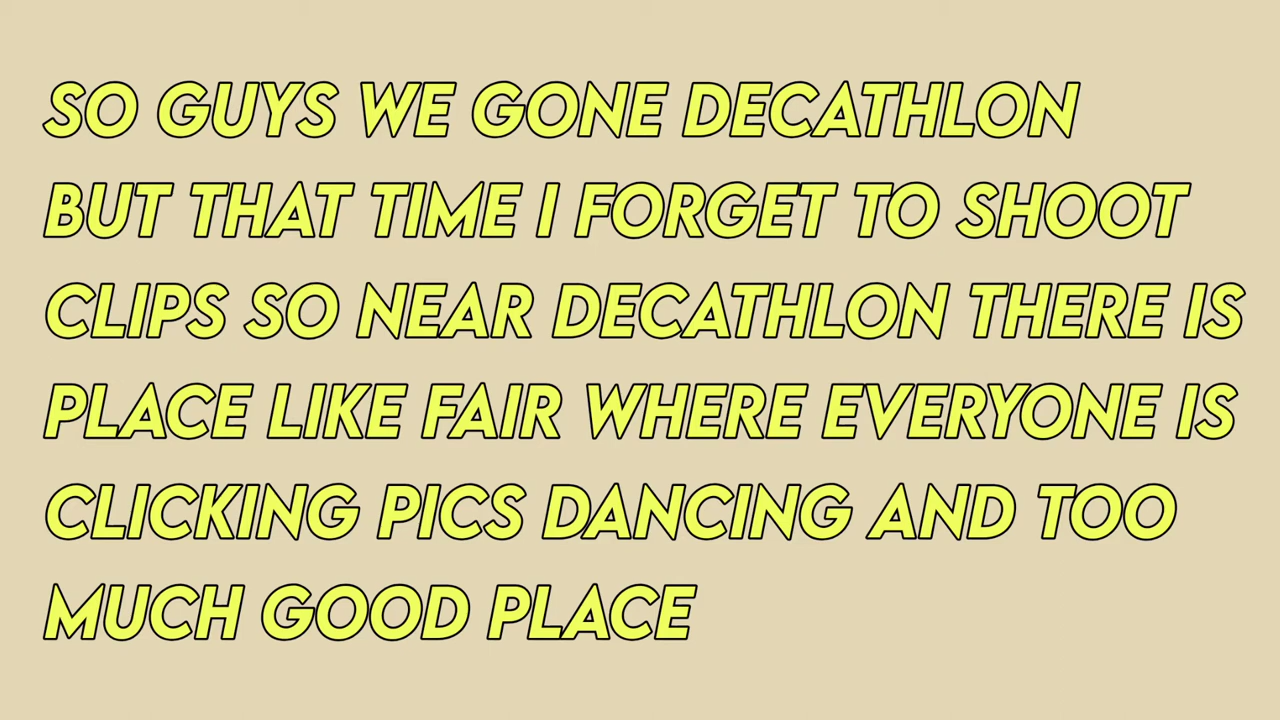 SO GUYS WE GONE DECATHLON
BUT THAT TIME I FORGET TO SHOOT
CLIPS SO NEAR DECATHLON THERE IS
PLACE LIKE FAIR WHERE EVERYONE IS
CLICKING PICS DANCING AND TOO
MUCH GOOD PLACE